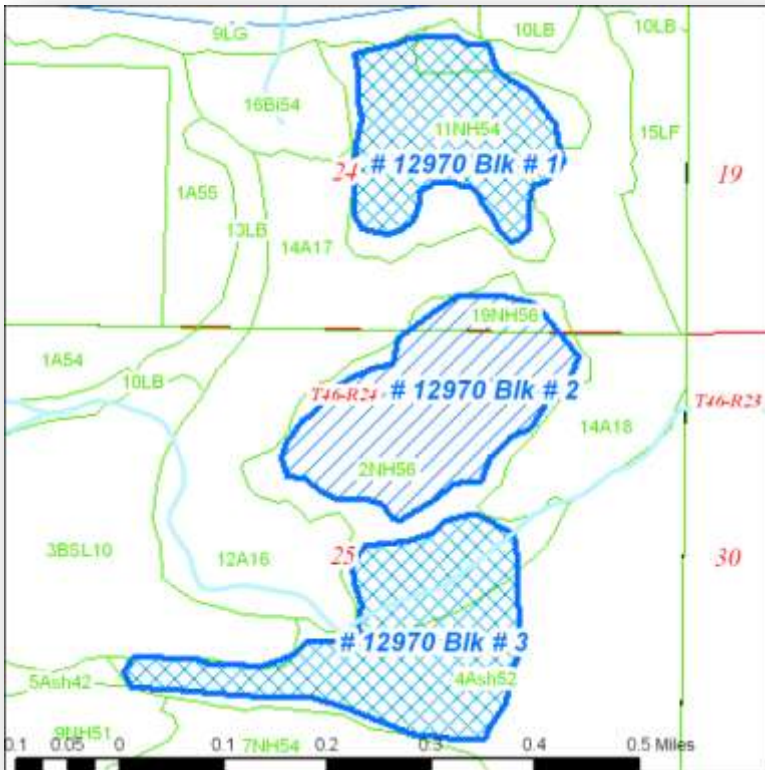 9LG
10LB
10LB
16Bi54
11NH54
15LF
24
# 12970 Blk # 1
19
1A55
13LB
14A17
19NH56
1A54
10LB
T46-R24
# 12970 Blk # 2
T46-R23
14A18
2NH56
3BSL10
12A16
25
30
# 12970 Blk # 3
5Ash42
4Ash52
9NH51
7NH54
0.1 0.05 0 0.1 0.2 0.3 0.4 0.5 Miles